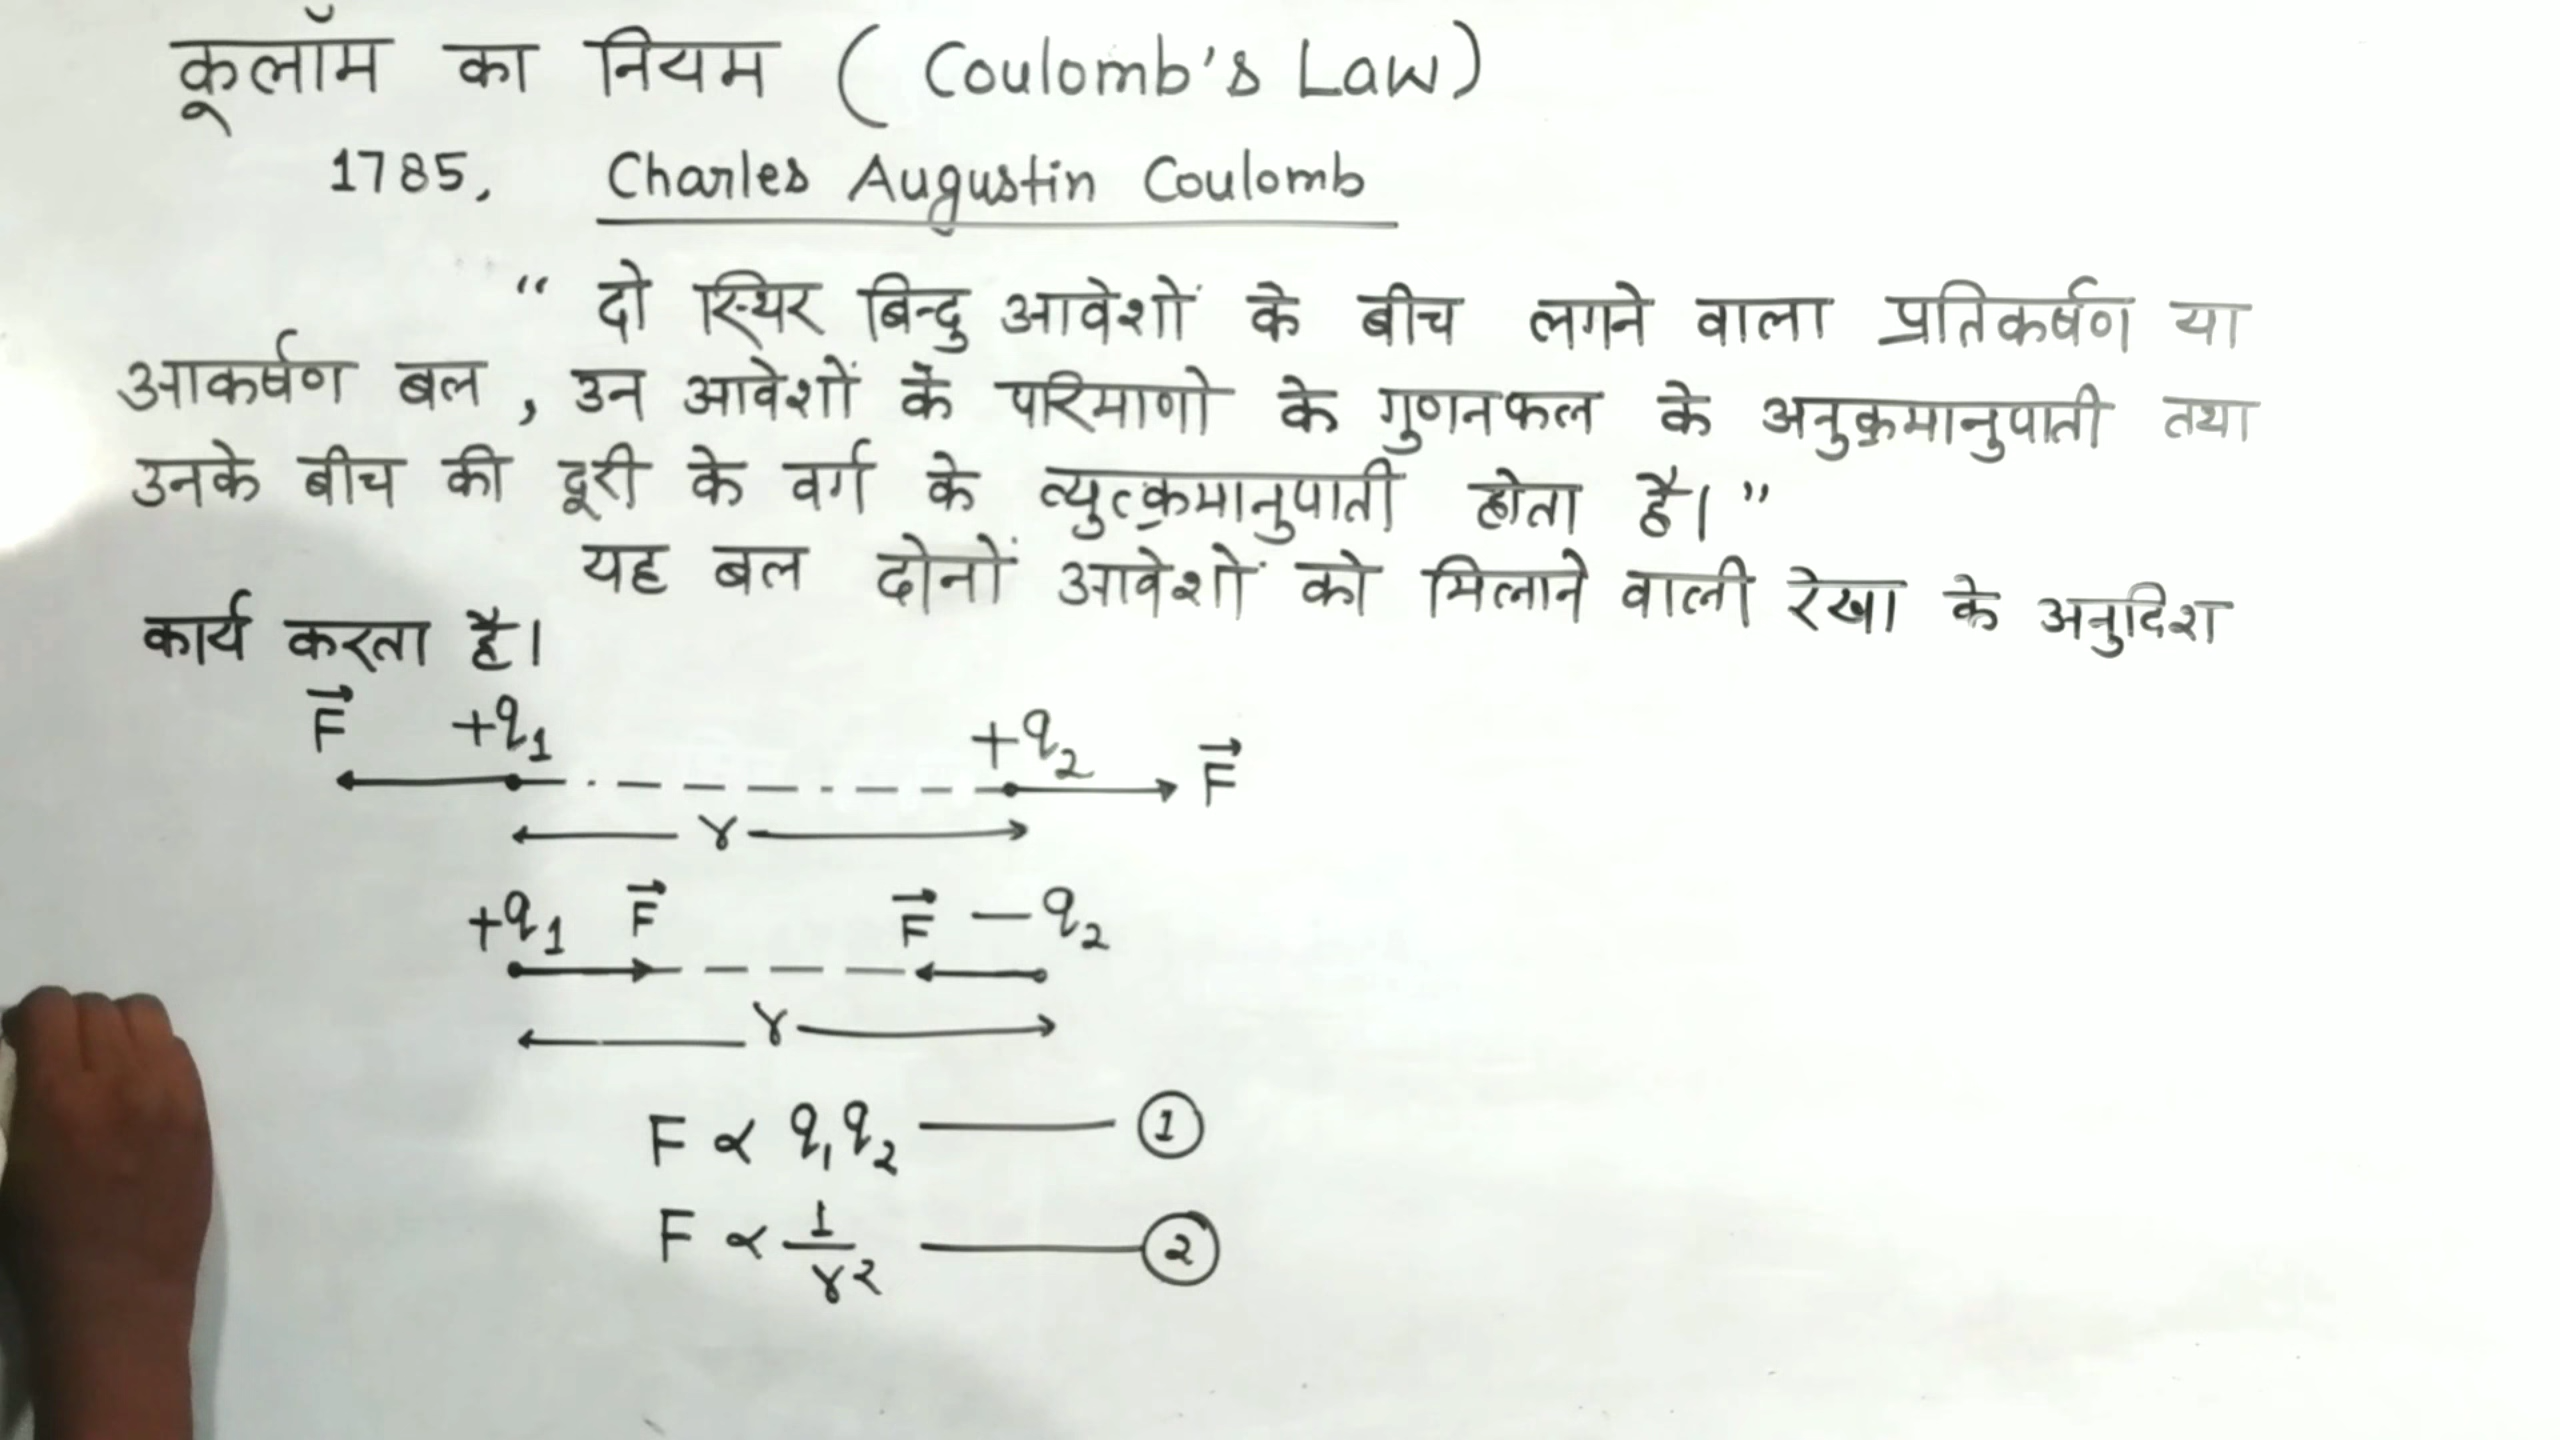 कूलॉम का नियम ( Coulomb's Law)
1785, Charles Augustin Coulomb
“ दो स्थिर बिन्दु आवेशों के बीच लगने वाला प्रतिकर्षण या
आकर्षण बल , उन आवेशों के परिमाणो के गुणनफल के अनुक्रमानुपाती तथा
उनके बीच की दूरी के वर्ग के व्युत्क्रमानुपाती होता है। ”
यह बल दोनों आवेशों को मिलाने वाली रेखा के अनुदिश
कार्य करता है।
F⃗ +q₁ +q₂ F⃗
r
+q₁ F⃗ F⃗ −q₂
r
F ∝ q₁q₂ —— ①
F ∝ 1/r² —— ②